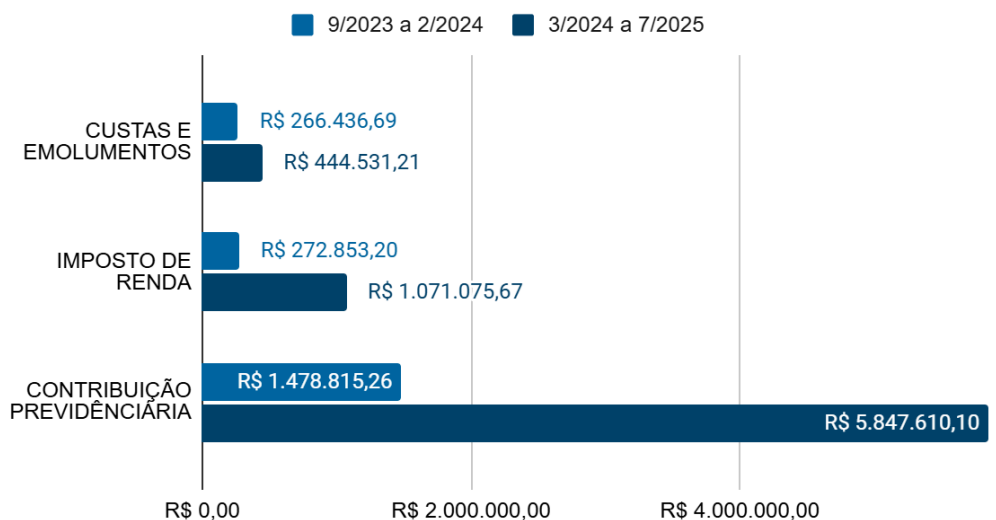 9/2023 a 2/2024
3/2024 a 7/2025
CUSTAS E
EMOLUMENTOS
R$ 266.436,69
R$ 444.531,21
IMPOSTO DE
RENDA
R$ 272.853,20
R$ 1.071.075,67
CONTRIBUIÇÃO
PREVIDÊNCIÁRIA
R$ 1.478.815,26
R$ 5.847.610,10
R$ 0,00
R$ 2.000.000,00
R$ 4.000.000,00